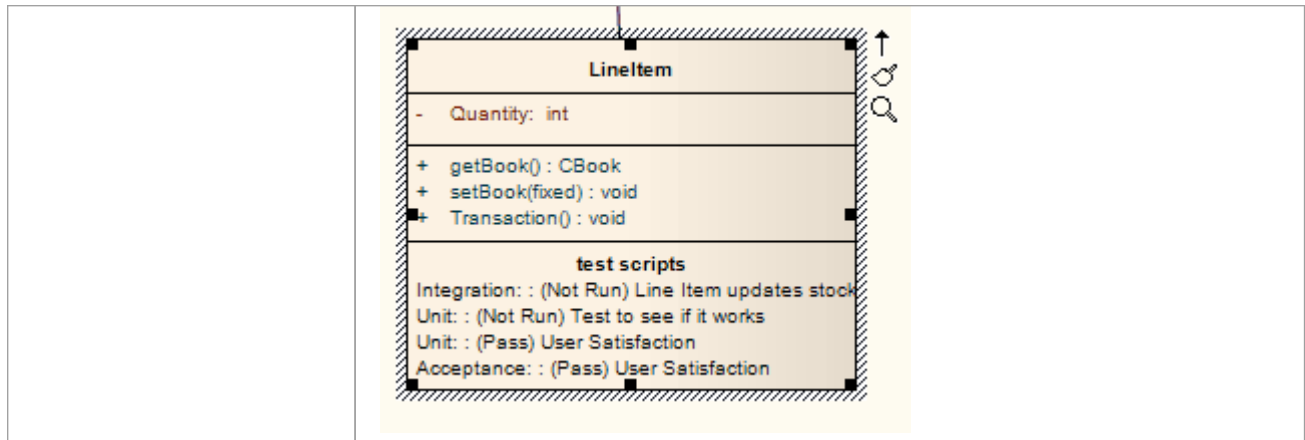 LineItem
- Quantity: int
+ getBook() : CBook
+ setBook(fixed) : void
+ Transaction() : void
test scripts
Integration: : (Not Run) Line Item updates stock
Unit: : (Not Run) Test to see if it works
Unit: : (Pass) User Satisfaction
Acceptance: : (Pass) User Satisfaction